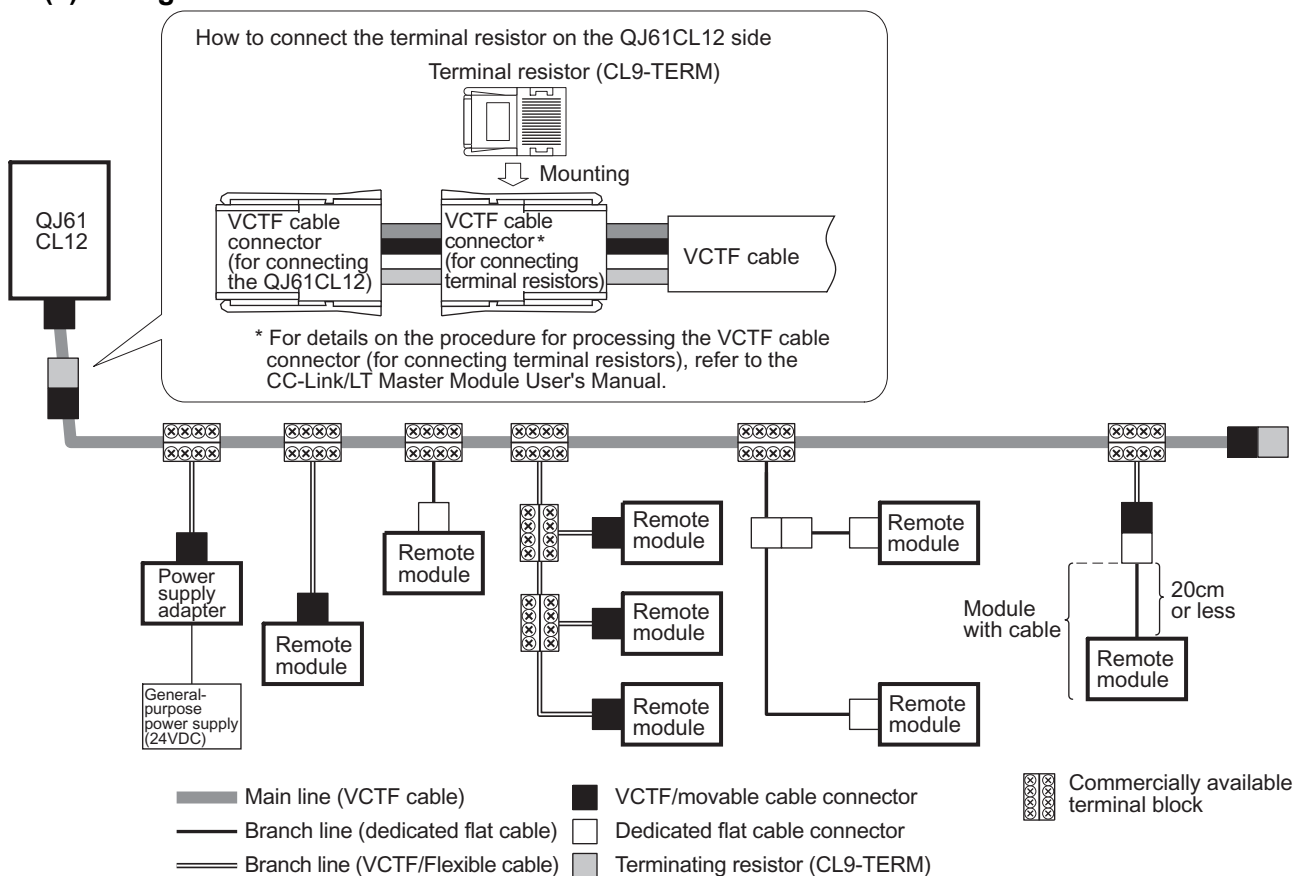 How to connect the terminal resistor on the QJ61CL12 side
Terminal resistor (CL9-TERM)
Mounting
QJ61
CL12
VCTF cable
connector
(for connecting
the QJ61CL12)
VCTF cable
connector*
(for connecting
terminal resistors)
VCTF cable
* For details on the procedure for processing the VCTF cable
connector (for connecting terminal resistors), refer to the
CC-Link/LT Master Module User's Manual.
Power
supply
adapter
General-
purpose
power supply
(24VDC)
Remote
module
Remote
module
Remote
module
Remote
module
Remote
module
Remote
module
Remote
module
Module
with cable
20cm
or less
Remote
module
Main line (VCTF cable)
Branch line (dedicated flat cable)
Branch line (VCTF/Flexible cable)
VCTF/movable cable connector
Dedicated flat cable connector
Terminating resistor (CL9-TERM)
Commercially available
terminal block